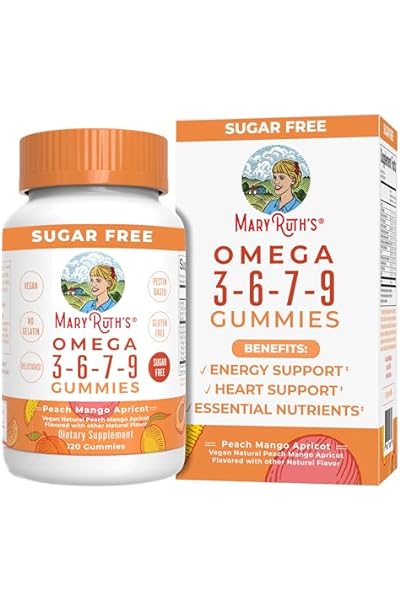 SUGAR FREE
VEGAN
NO
GELATIN
DELICIOUS!
PECTIN
BASED
GLUTEN
FREE
MARYRUTH'S®
OMEGA
3-6-7-9
GUMMIES
SUGAR
FREE
Peach Mango Apricot
Vegan Natural Peach Mango Apricot
Flavored with other Natural Flavor
Dietary Supplement
120 Gummies
SUGAR FREE
MARYRUTH'S®
OMEGA
3-6-7-9
GUMMIES
BENEFITS:
√ ENERGY SUPPORT‡
√ HEART SUPPORT‡
√ ESSENTIAL NUTRIENTS‡
Peach Mango Apricot
Vegan Natural Peach Mango Apricot
Flavored with other Natural Flavor